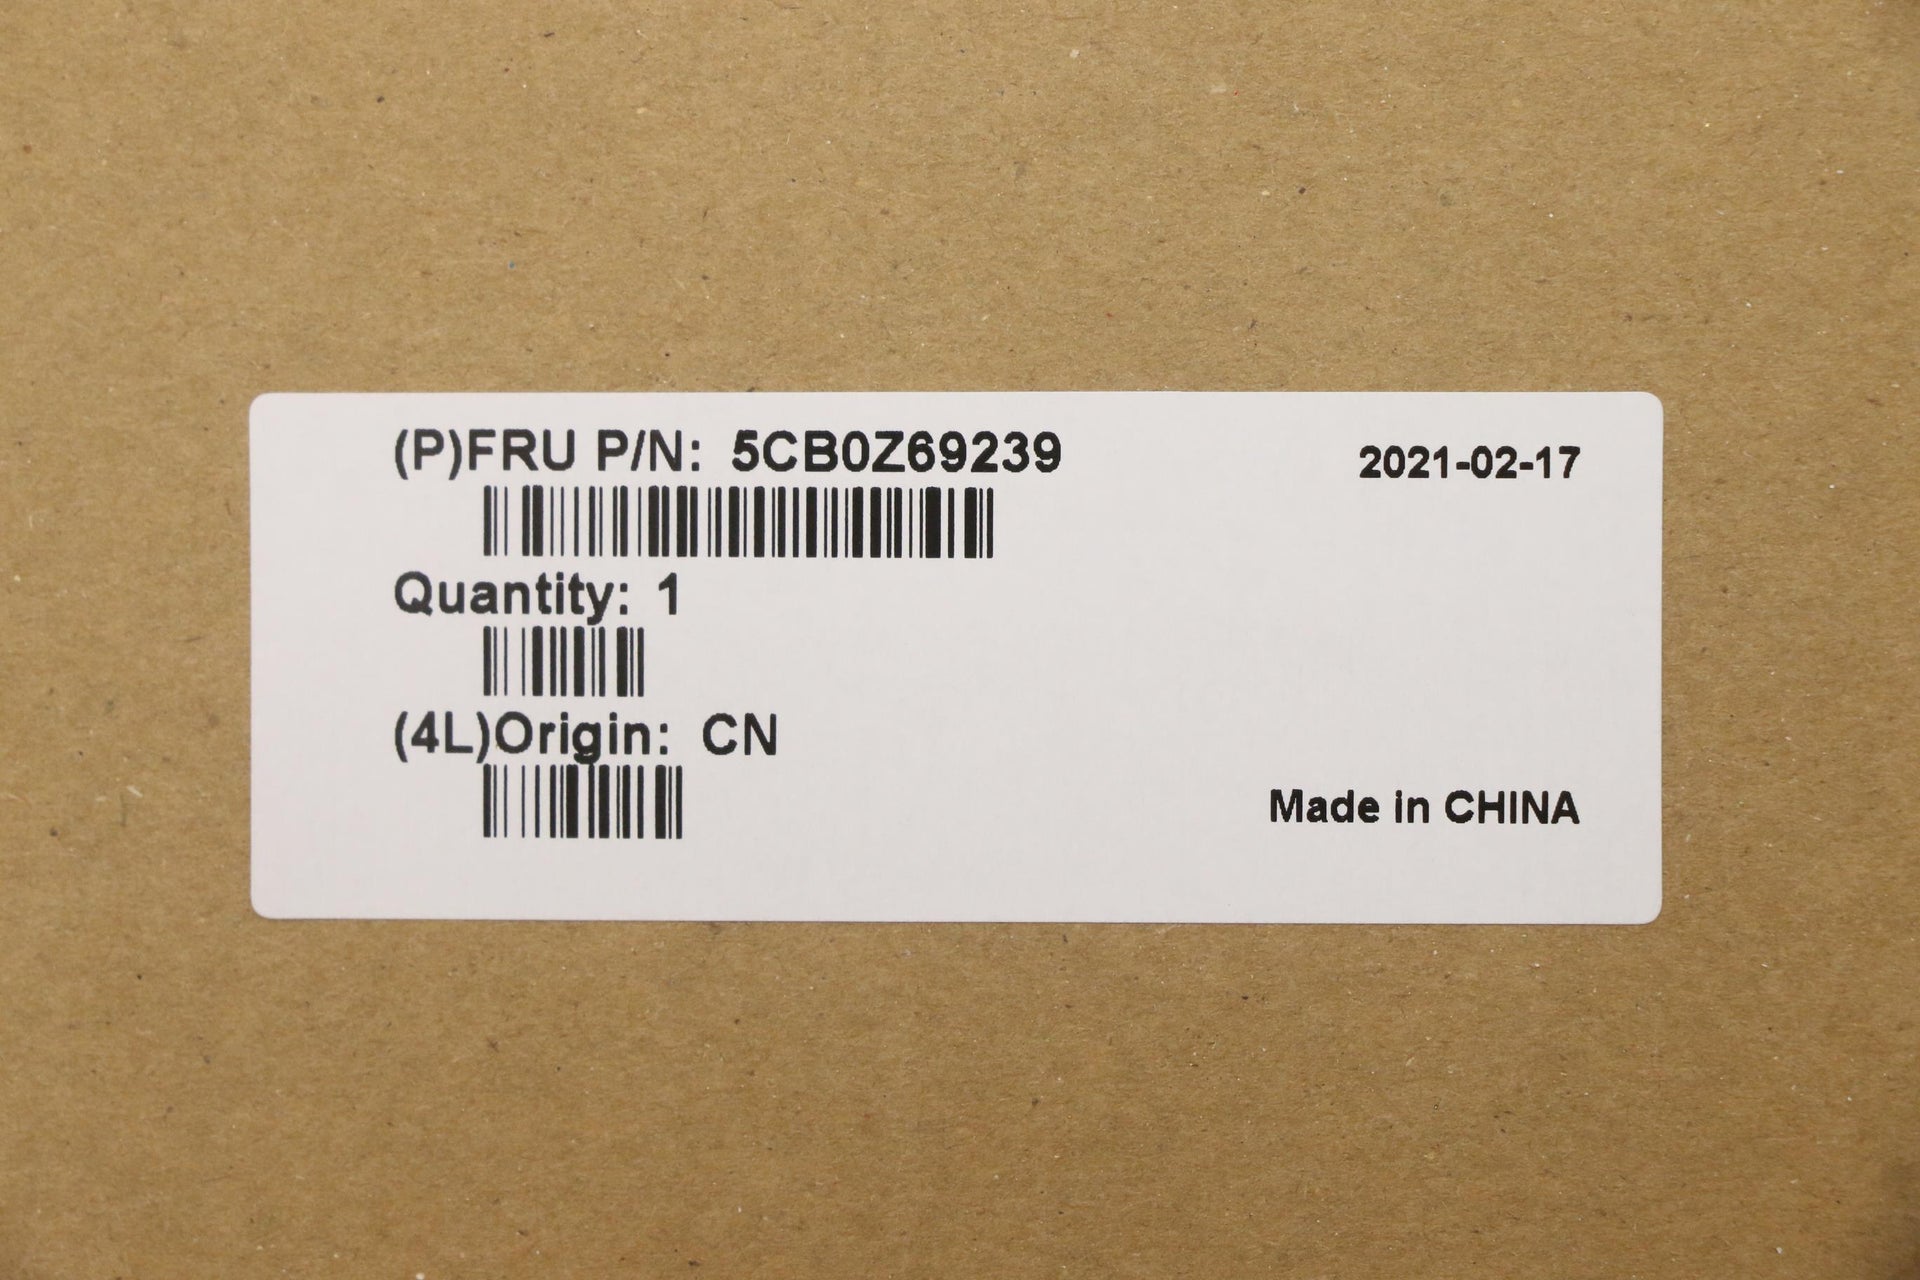 (P)FRU P/N: 5CB0Z69239
2021-02-17
Quantity: 1
(4L)Origin: CN
Made in CHINA